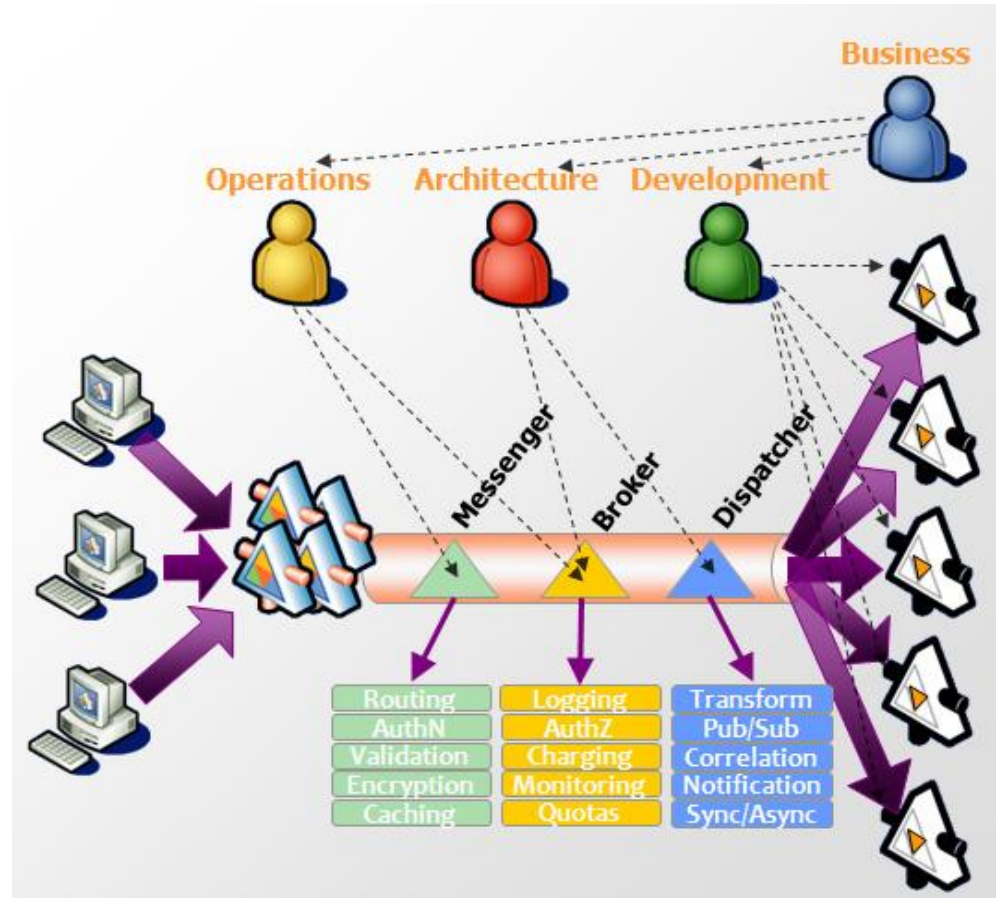 Business
Operations
Architecture
Development
Messenger
Broker
Dispatcher
Routing
AuthN
Validation
Encryption
Caching
Logging
AuthZ
Charging
Monitoring
Quotas
Transform
Pub/Sub
Correlation
Notification
Sync/Async